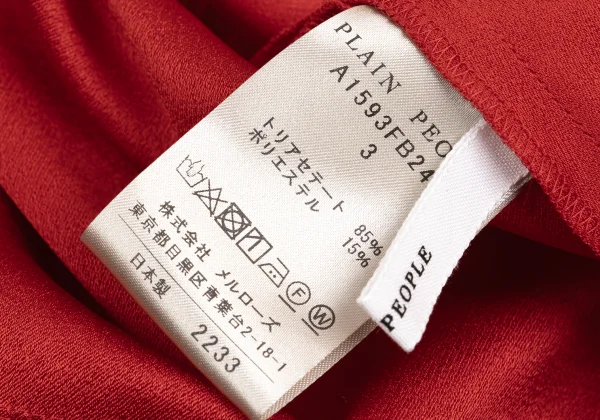 PLAIN PEO
A1593FB24
3
トリアセテート 85%
ポリエステル 15%
F W
株式会社 メルローズ
東京都目黒区青葉台2-18-1
日本製 2233
PEOPLE